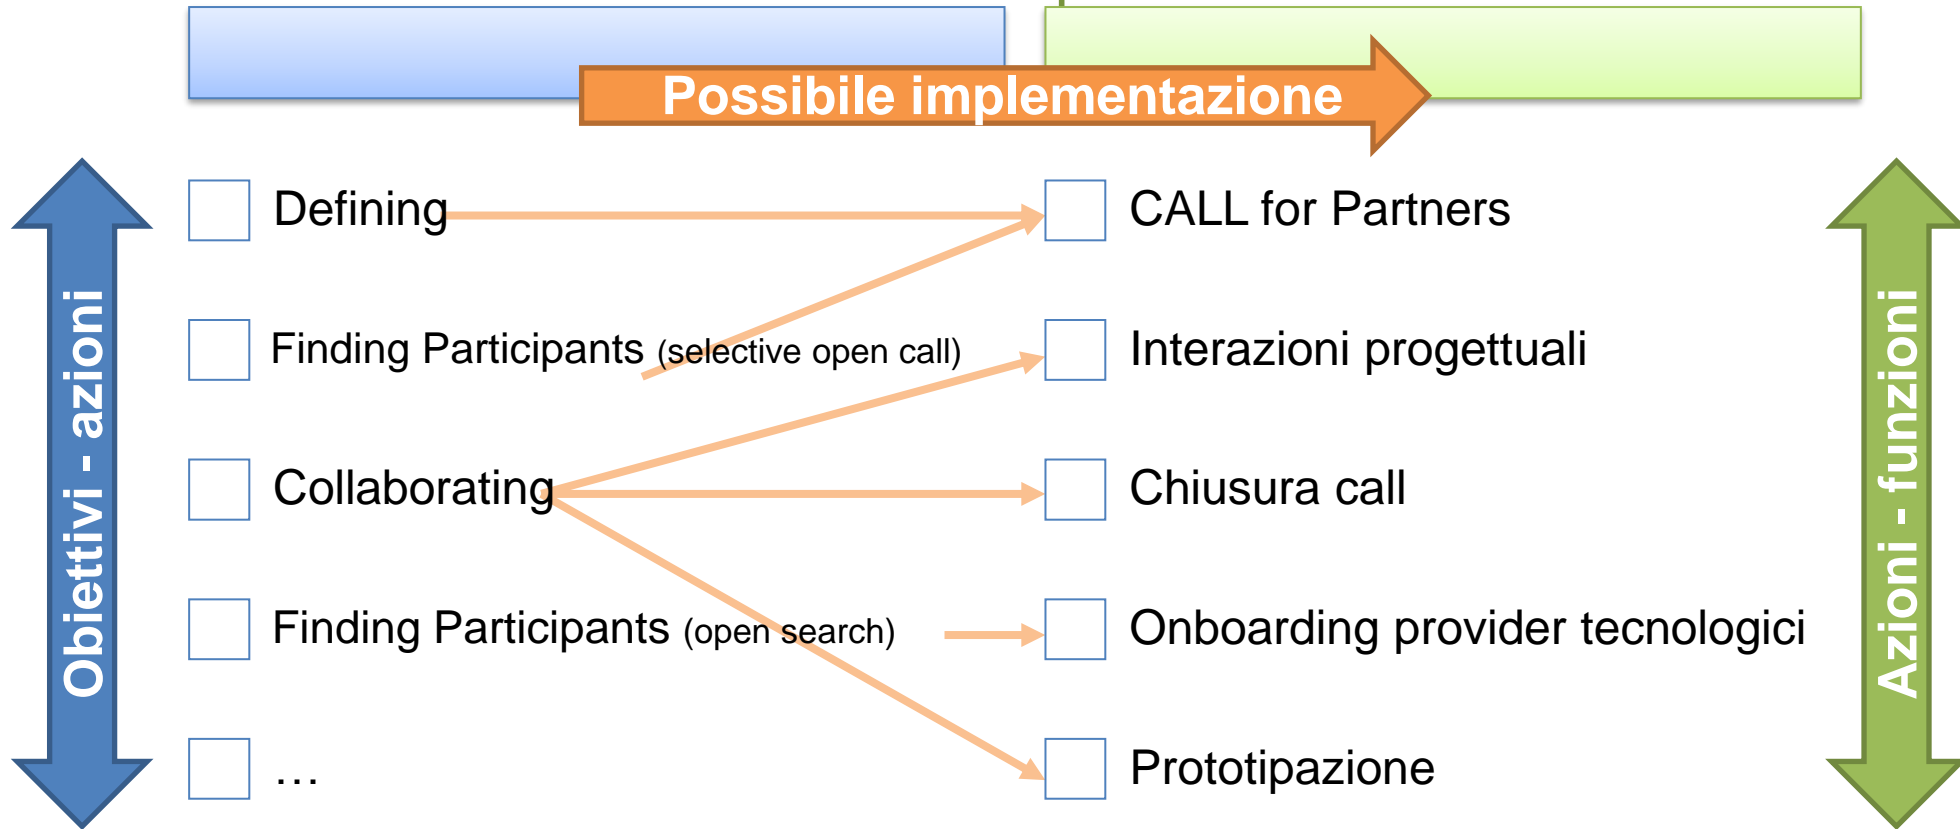 Possibile implementazione
Obiettivi - azioni
Defining
CALL for Partners
Finding Participants (selective open call)
Interazioni progettuali
Collaborating
Chiusura call
Finding Participants (open search)
Onboarding provider tecnologici
…
Prototipazione
Azioni - funzioni